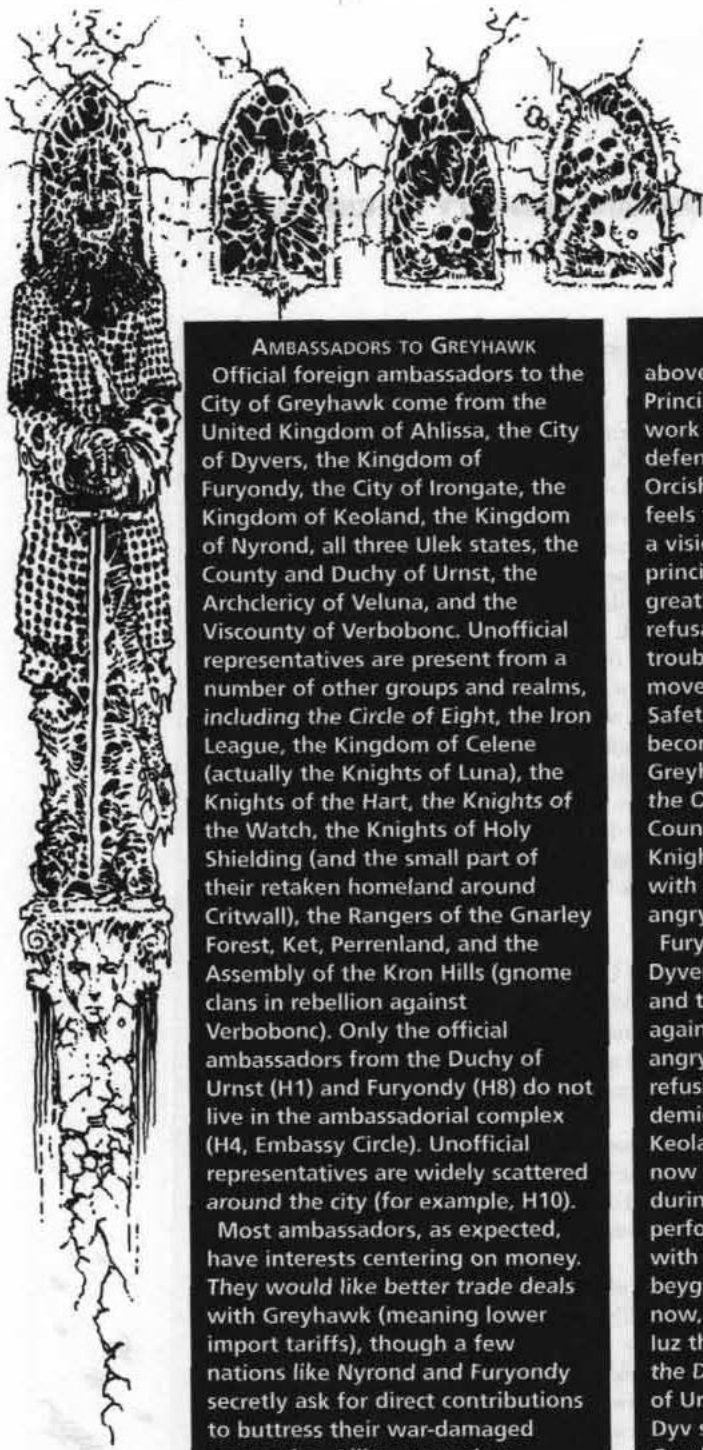 AMBASSADORS TO GREYHAWK
Official foreign ambassadors to the
City of Greyhawk come from the
United Kingdom of Ahlissa, the City
of Dyvers, the Kingdom of
Furyondy, the City of Irongate, the
Kingdom of Keoland, the Kingdom
of Nyrond, all three Ulek states, the
County and Duchy of Urnst, the
Archclericy of Veluna, and the
Viscounty of Verbobonc. Unofficial
representatives are present from a
number of other groups and realms,
including the Circle of Eight, the Iron
League, the Kingdom of Celene
(actually the Knights of Luna), the
Knights of the Hart, the Knights of
the Watch, the Knights of Holy
Shielding (and the small part of
their retaken homeland around
Critwall), the Rangers of the Gnarley
Forest, Ket, Perrenland, and the
Assembly of the Kron Hills (gnome
clans in rebellion against
Verbobonc). Only the official
ambassadors from the Duchy of
Urnst (H1) and Furyondy (H8) do not
live in the ambassadorial complex
(H4, Embassy Circle). Unofficial
representatives are widely scattered
around the city (for example, H10).
Most ambassadors, as expected,
have interests centering on money.
They would like better trade deals
with Greyhawk (meaning lower
import tariffs), though a few
nations like Nyrond and Furyondy
secretly ask for direct contributions
to buttress their war-damaged
above
Princi
work
defen
Orcish
feels
a visi
princi
great
refusa
troub
move
Safet
becor
Greyh
the O
Coun
Knigh
with
angry
Fury
Dyve
and t
again
angry
refus
demi
Keola
now
durin
perfo
with
beyg
now,
luz th
the D
of Ur
Dyv s